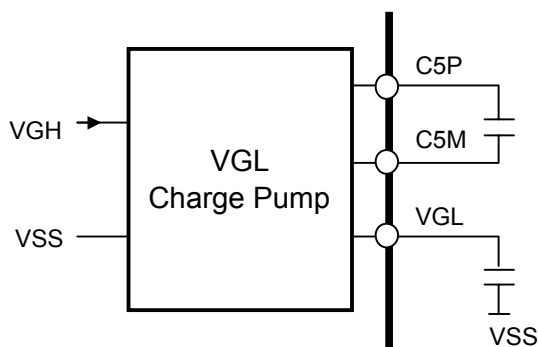 C5P
VGH
C5M
VGL
Charge Pump
VSS
VGL
VSS